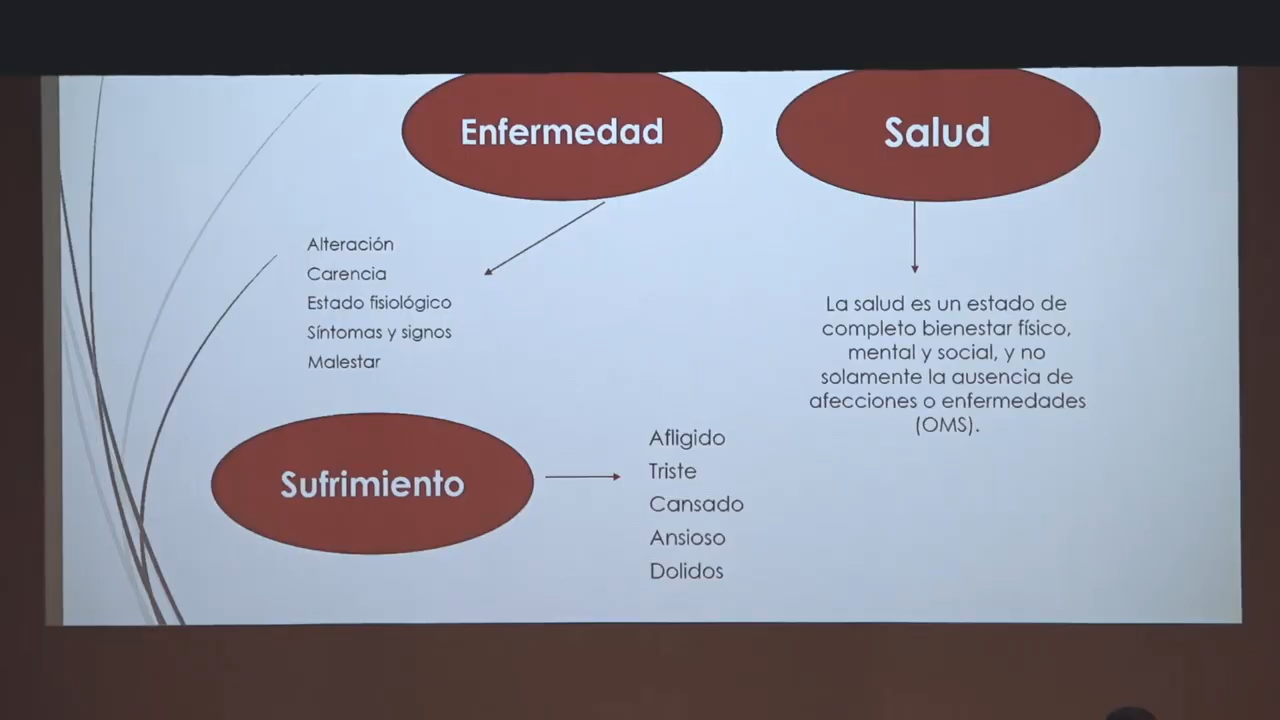 Enfermedad
Salud
Alteración
Carencia
Estado fisiológico
Síntomas y signos
Malestar
La salud es un estado de
completo bienestar físico,
mental y social, y no
solamente la ausencia de
afecciones o enfermedades
(OMS).
Sufrimiento
Afligido
Triste
Cansado
Ansioso
Dolidos